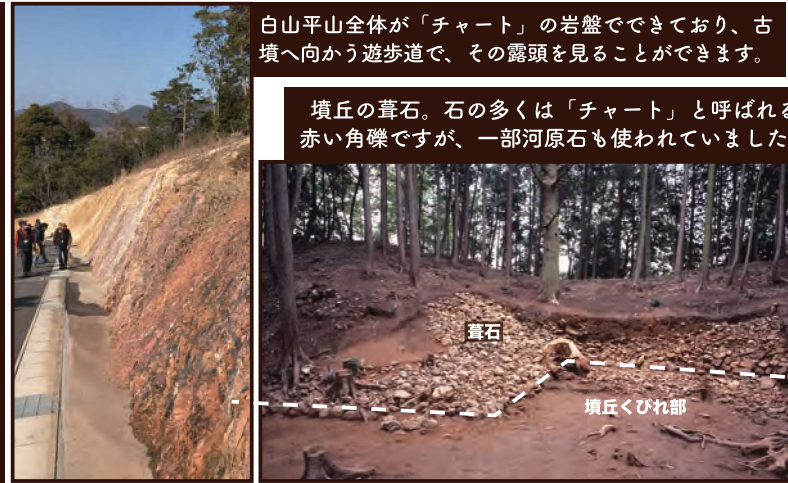 白山平山全体が「チャート」の岩盤でできており、古
墳へ向かう遊歩道で、その露頭を見ることができます。
墳丘の葺石。石の多くは「チャート」と呼ばれる
赤い角礫ですが、一部河原石も使われていました
葺石
墳丘くびれ部